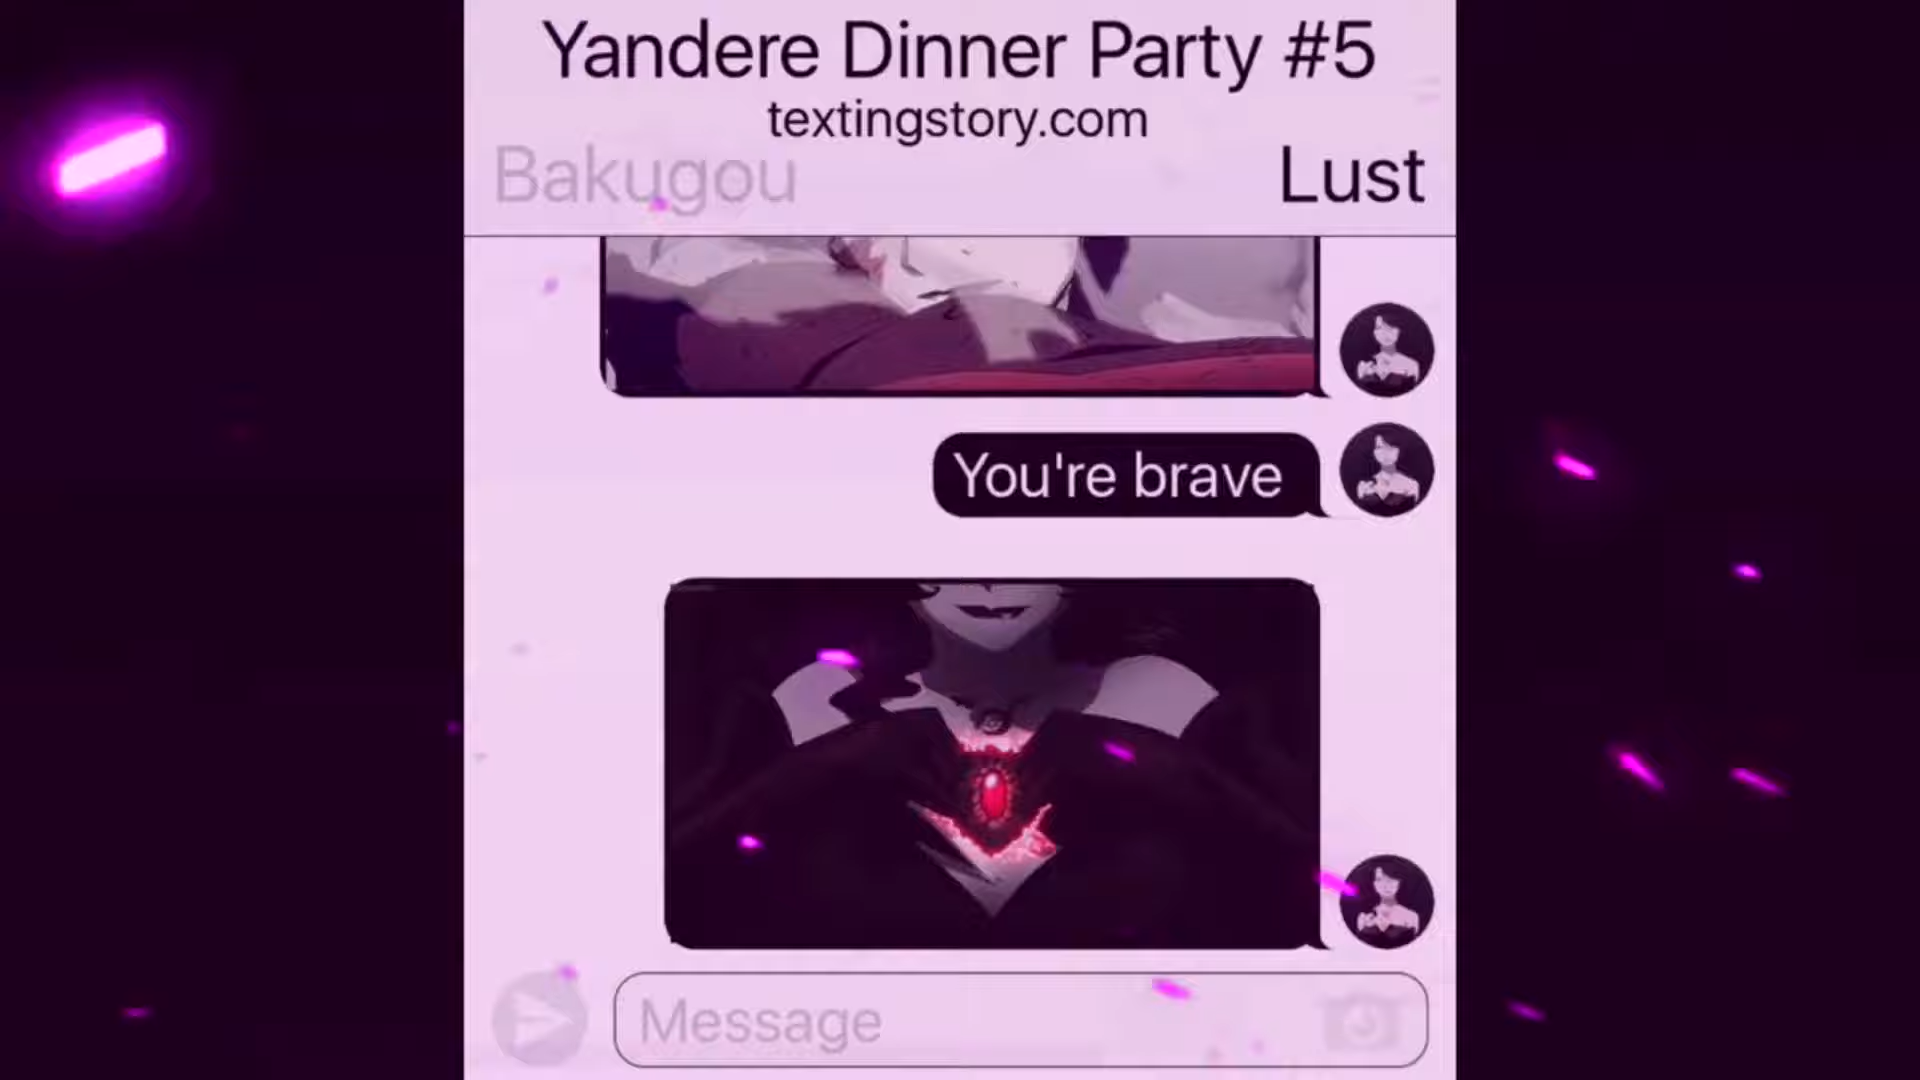 Yandere Dinner Party #5
textingstory.com
Bakugou
Lust
You're brave
Message